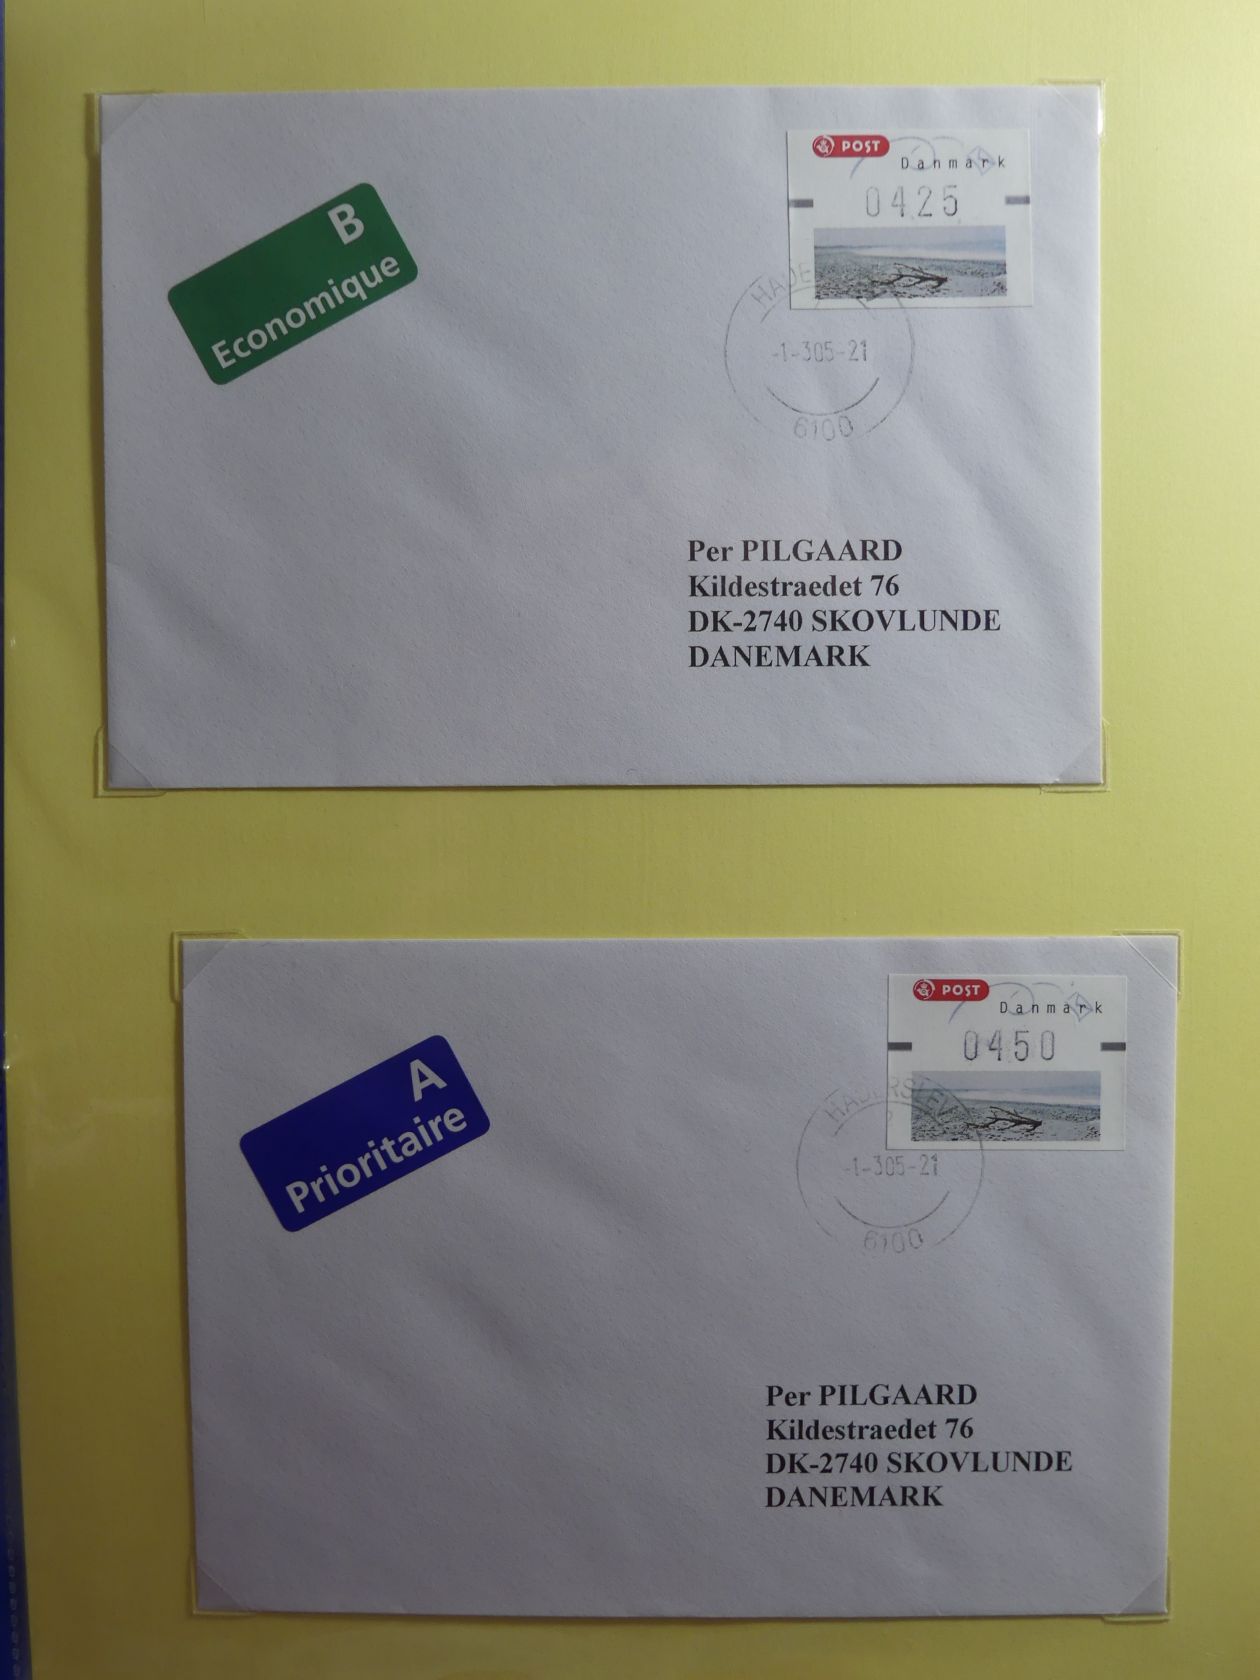 POST
Danmark
0425
B
Economique
-1-305-21
6100
Per PILGAARD
Kildestraedet 76
DK-2740 SKOVLUNDE
DANEMARK
POST
Danmark
0450
A
Prioritaire
HADERSLEV
-1-305-21
6100
Per PILGAARD
Kildestraedet 76
DK-2740 SKOVLUNDE
DANEMARK